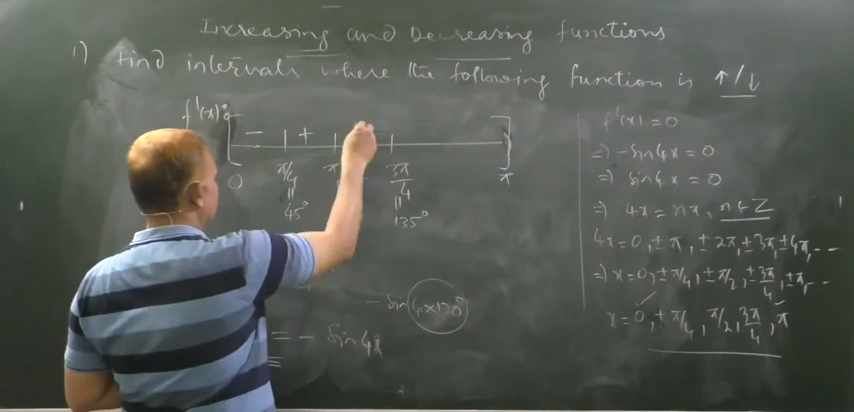 Increasing and Decreasing functions
1) Find intervals where the following function is ↑/↓
f'(x):
− +
0 π/4 π 3π/4 π
45° 135°
− sin(4×120°)
= − sin4π
=
f'(x) = 0
⇒ -sin4x = 0
⇒ sin4x = 0
⇒ 4x = nπ, n∈Z
4x = 0, ±π, ±2π, ±3π, ±4π, ---
⇒ x = 0, ±π/4, ±π/2, ±3π/4, ±π, --
x = 0, ±π/4, π/2, 3π/4, π